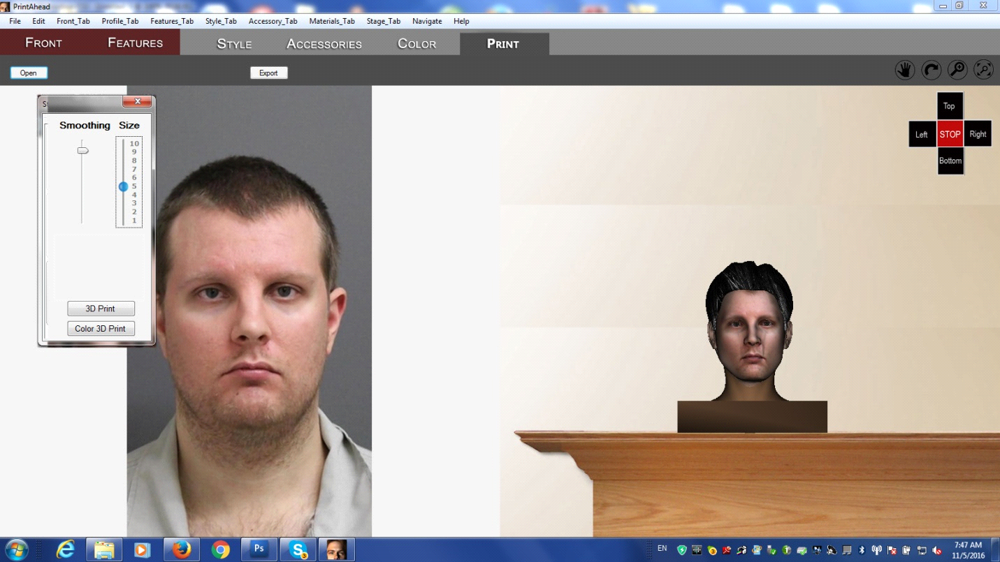 PrintAhead
File Edit Front_Tab Profile_Tab Features_Tab Style_Tab Accessory_Tab Materials_Tab Stage_Tab Navigate Help
FRONT FEATURES STYLE ACCESSORIES COLOR PRINT
Open Export
Smoothing Size
10
9
8
7
6
5
4
3
2
1
3D Print
Color 3D Print
Top
Left STOP Right
Bottom
Ps
S
3
EN
7:47 AM
11/5/2016